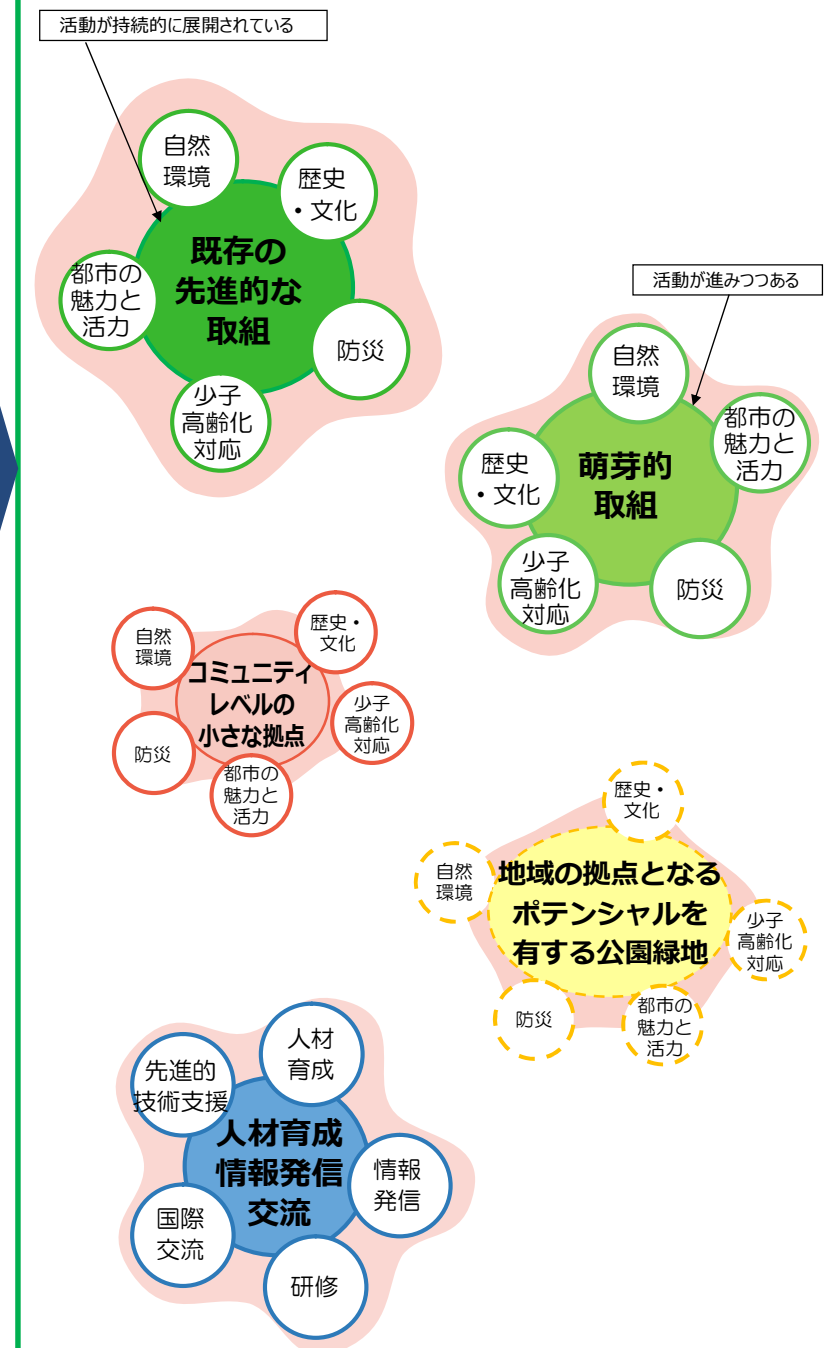 活動が持続的に展開されている
自然
環境
歴史
・文化
既存の
先進的な
取組
都市の
魅力と
活力
防災
少子
高齢化
対応
活動が進みつつある
自然
環境
都市の
魅力と
活力
萌芽的
取組
歴史
・文化
少子
高齢化
対応
防災
自然
環境
歴史・
文化
コミュニティ
レベルの
小さな拠点
少子
高齢化
対応
防災
都市の
魅力と
活力
歴史・
文化
自然
環境
地域の拠点となる
ポテンシャルを
有する公園緑地
少子
高齢化
対応
防災
都市の
魅力と
活力
人材
育成
先進的
技術支援
人材育成
情報発信
交流
情報
発信
国際
交流
研修